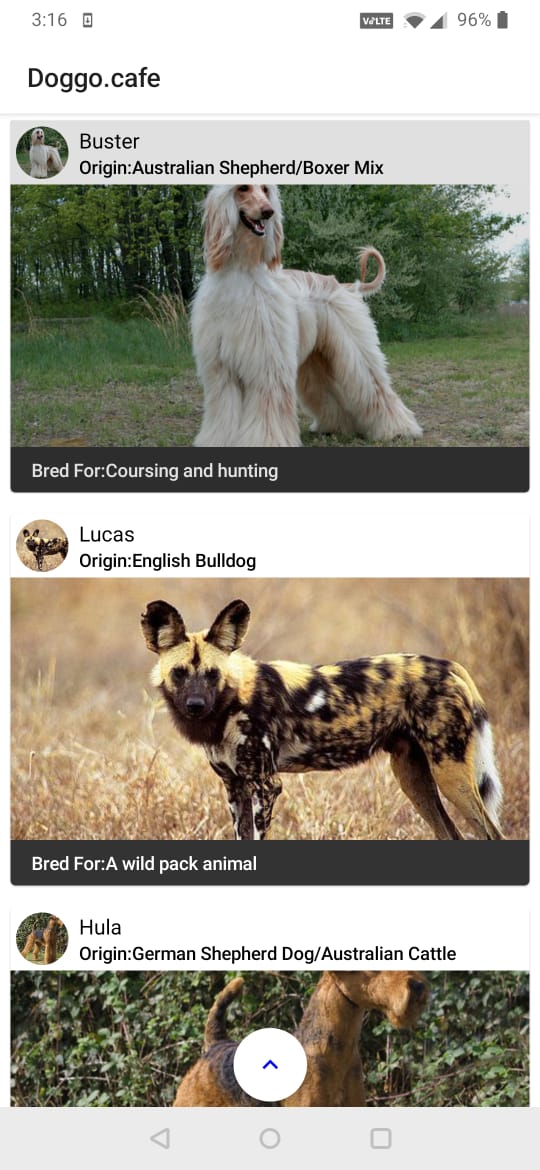 3:16 VoLTE 96%
Doggo.cafe
Buster
Origin:Australian Shepherd/Boxer Mix
Bred For:Coursing and hunting
Lucas
Origin:English Bulldog
Bred For:A wild pack animal
Hula
Origin:German Shepherd Dog/Australian Cattle